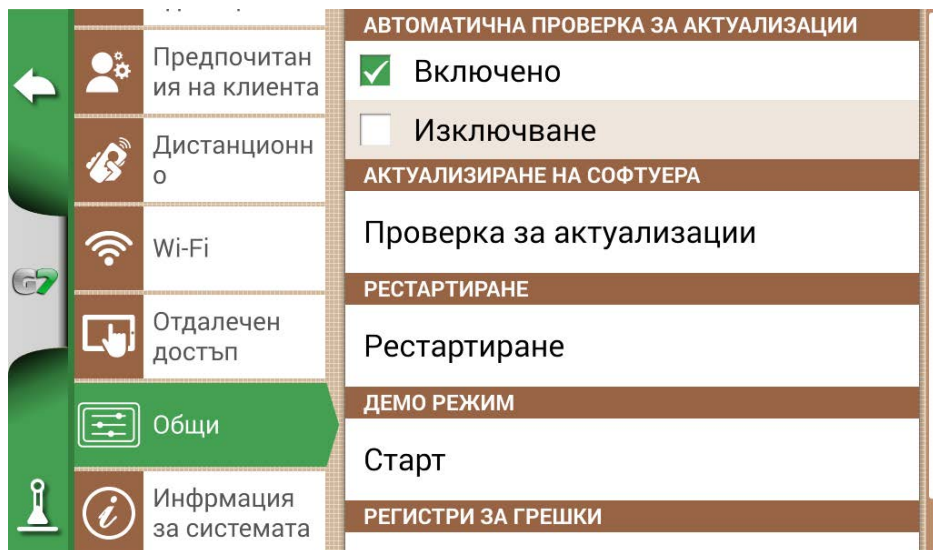 Предпочитан
ия на клиента
Дистанционн
о
Wi-Fi
Отдалечен
достъп
Общи
Инфрмация
за системата
G7
АВТОМАТИЧНА ПРОВЕРКА ЗА АКТУАЛИЗАЦИИ
Включено
Изключване
АКТУАЛИЗИРАНЕ НА СОФТУЕРА
Проверка за актуализации
РЕСТАРТИРАНЕ
Рестартиране
ДЕМО РЕЖИМ
Старт
РЕГИСТРИ ЗА ГРЕШКИ